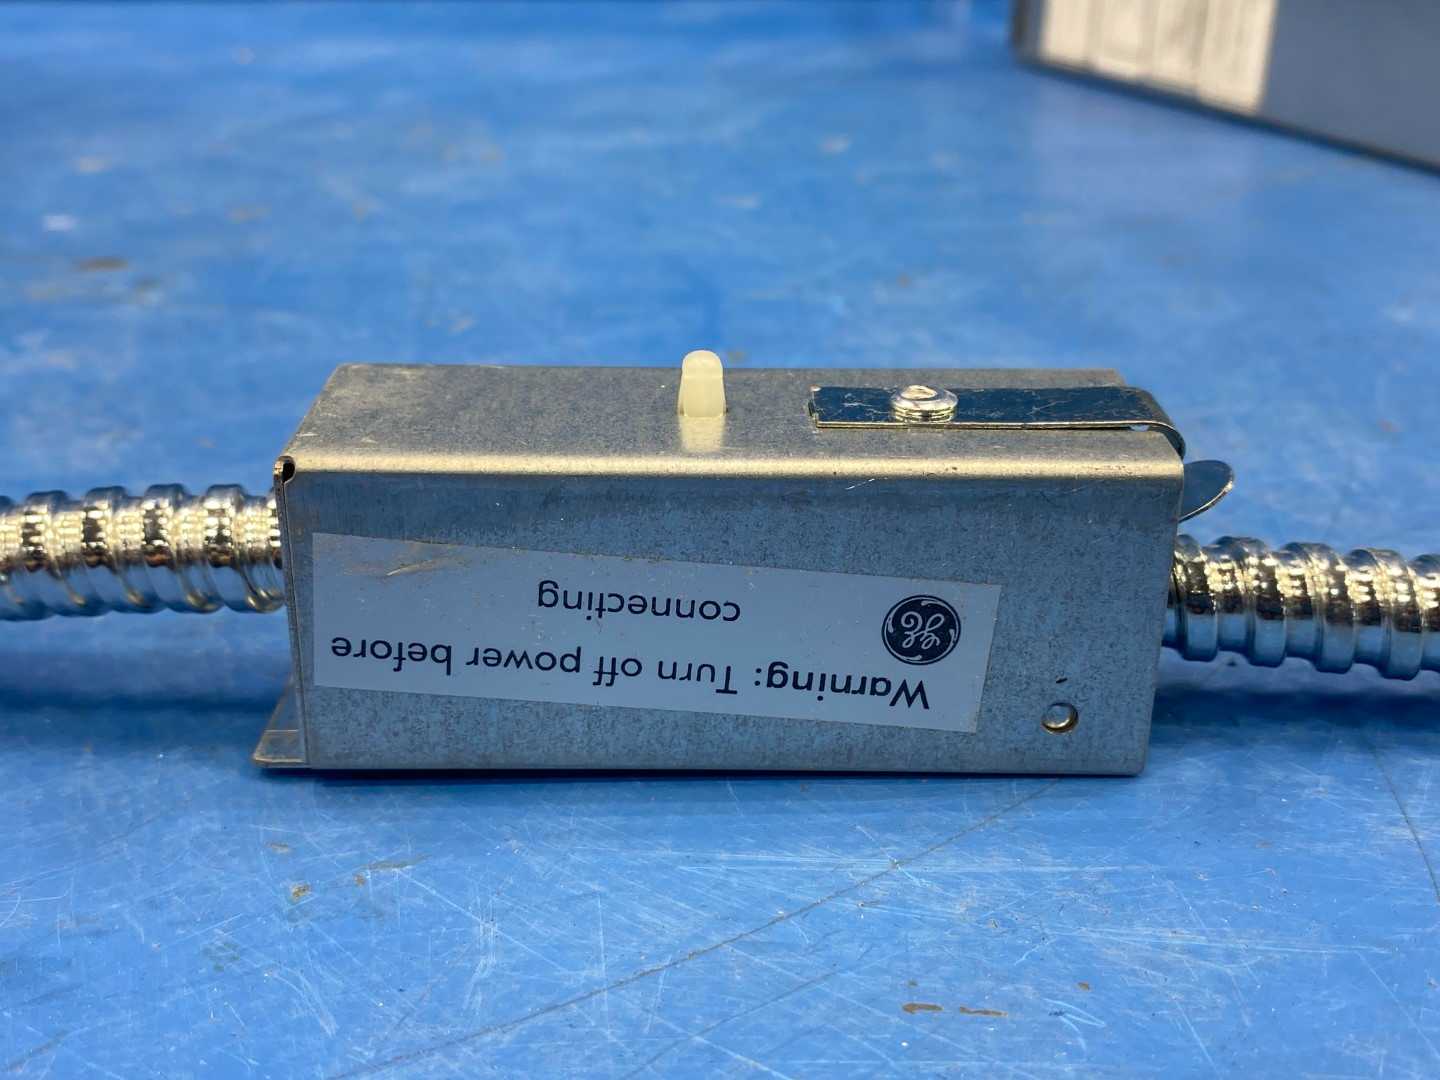 Warning: Turn off power before
connecting
GE